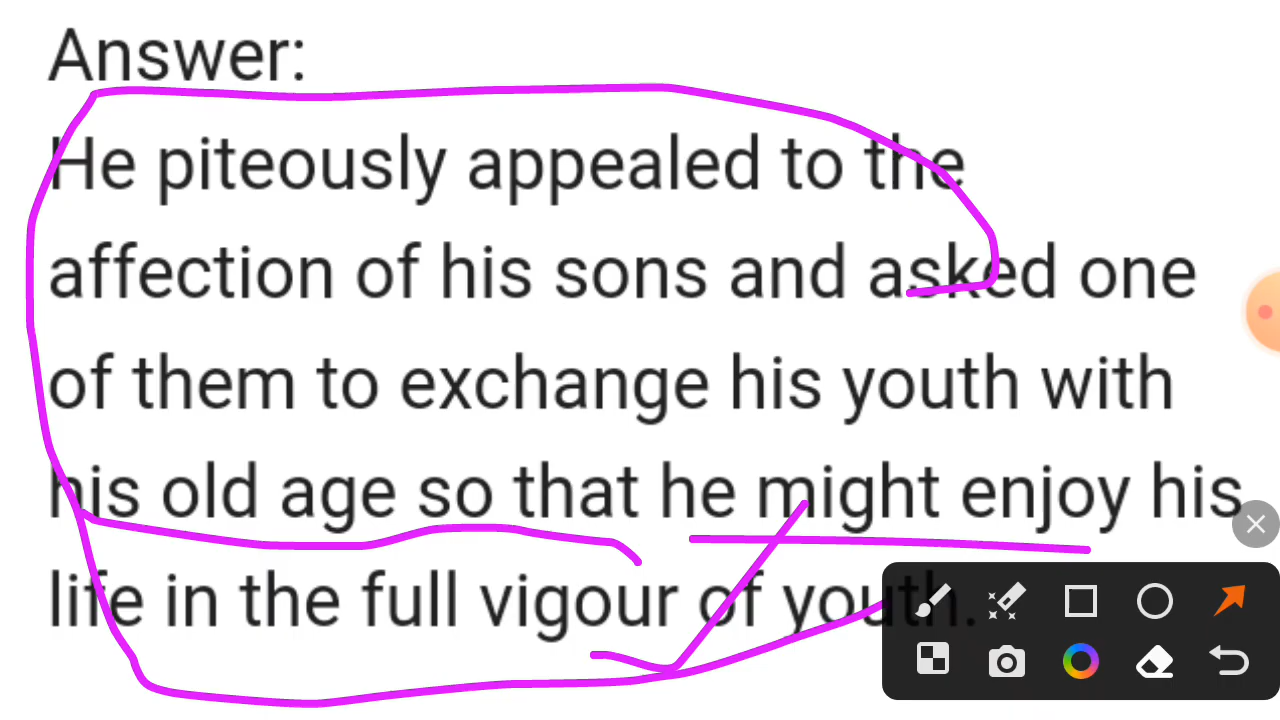 Answer:
He piteously appealed to the
affection of his sons and asked one
of them to exchange his youth with
his old age so that he might enjoy his
life in the full vigour of youth.